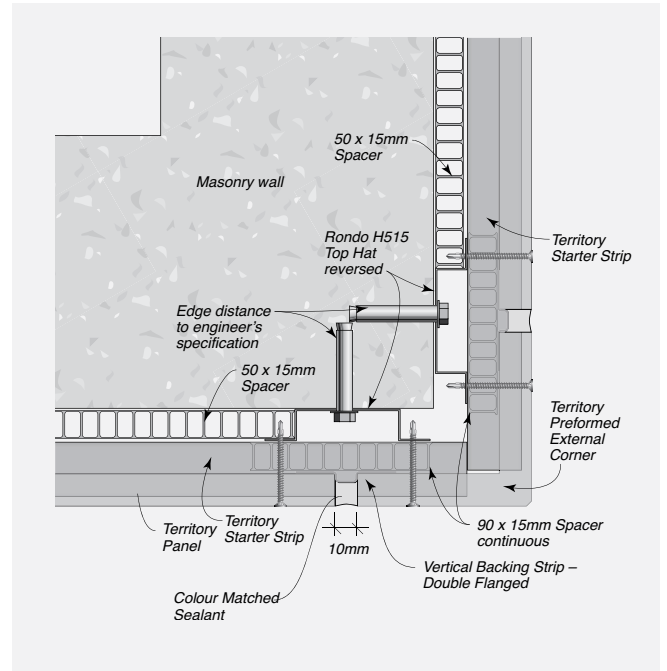 50 x 15mm
Spacer
Masonry wall
Rondo H515
Top Hat
reversed
Territory
Starter Strip
Edge distance
to engineer's
specification
50 x 15mm
Spacer
Territory
Preformed
External
Corner
Territory
Panel
Territory
Starter Strip
10mm
90 x 15mm Spacer
continuous
Vertical Backing Strip –
Double Flanged
Colour Matched
Sealant